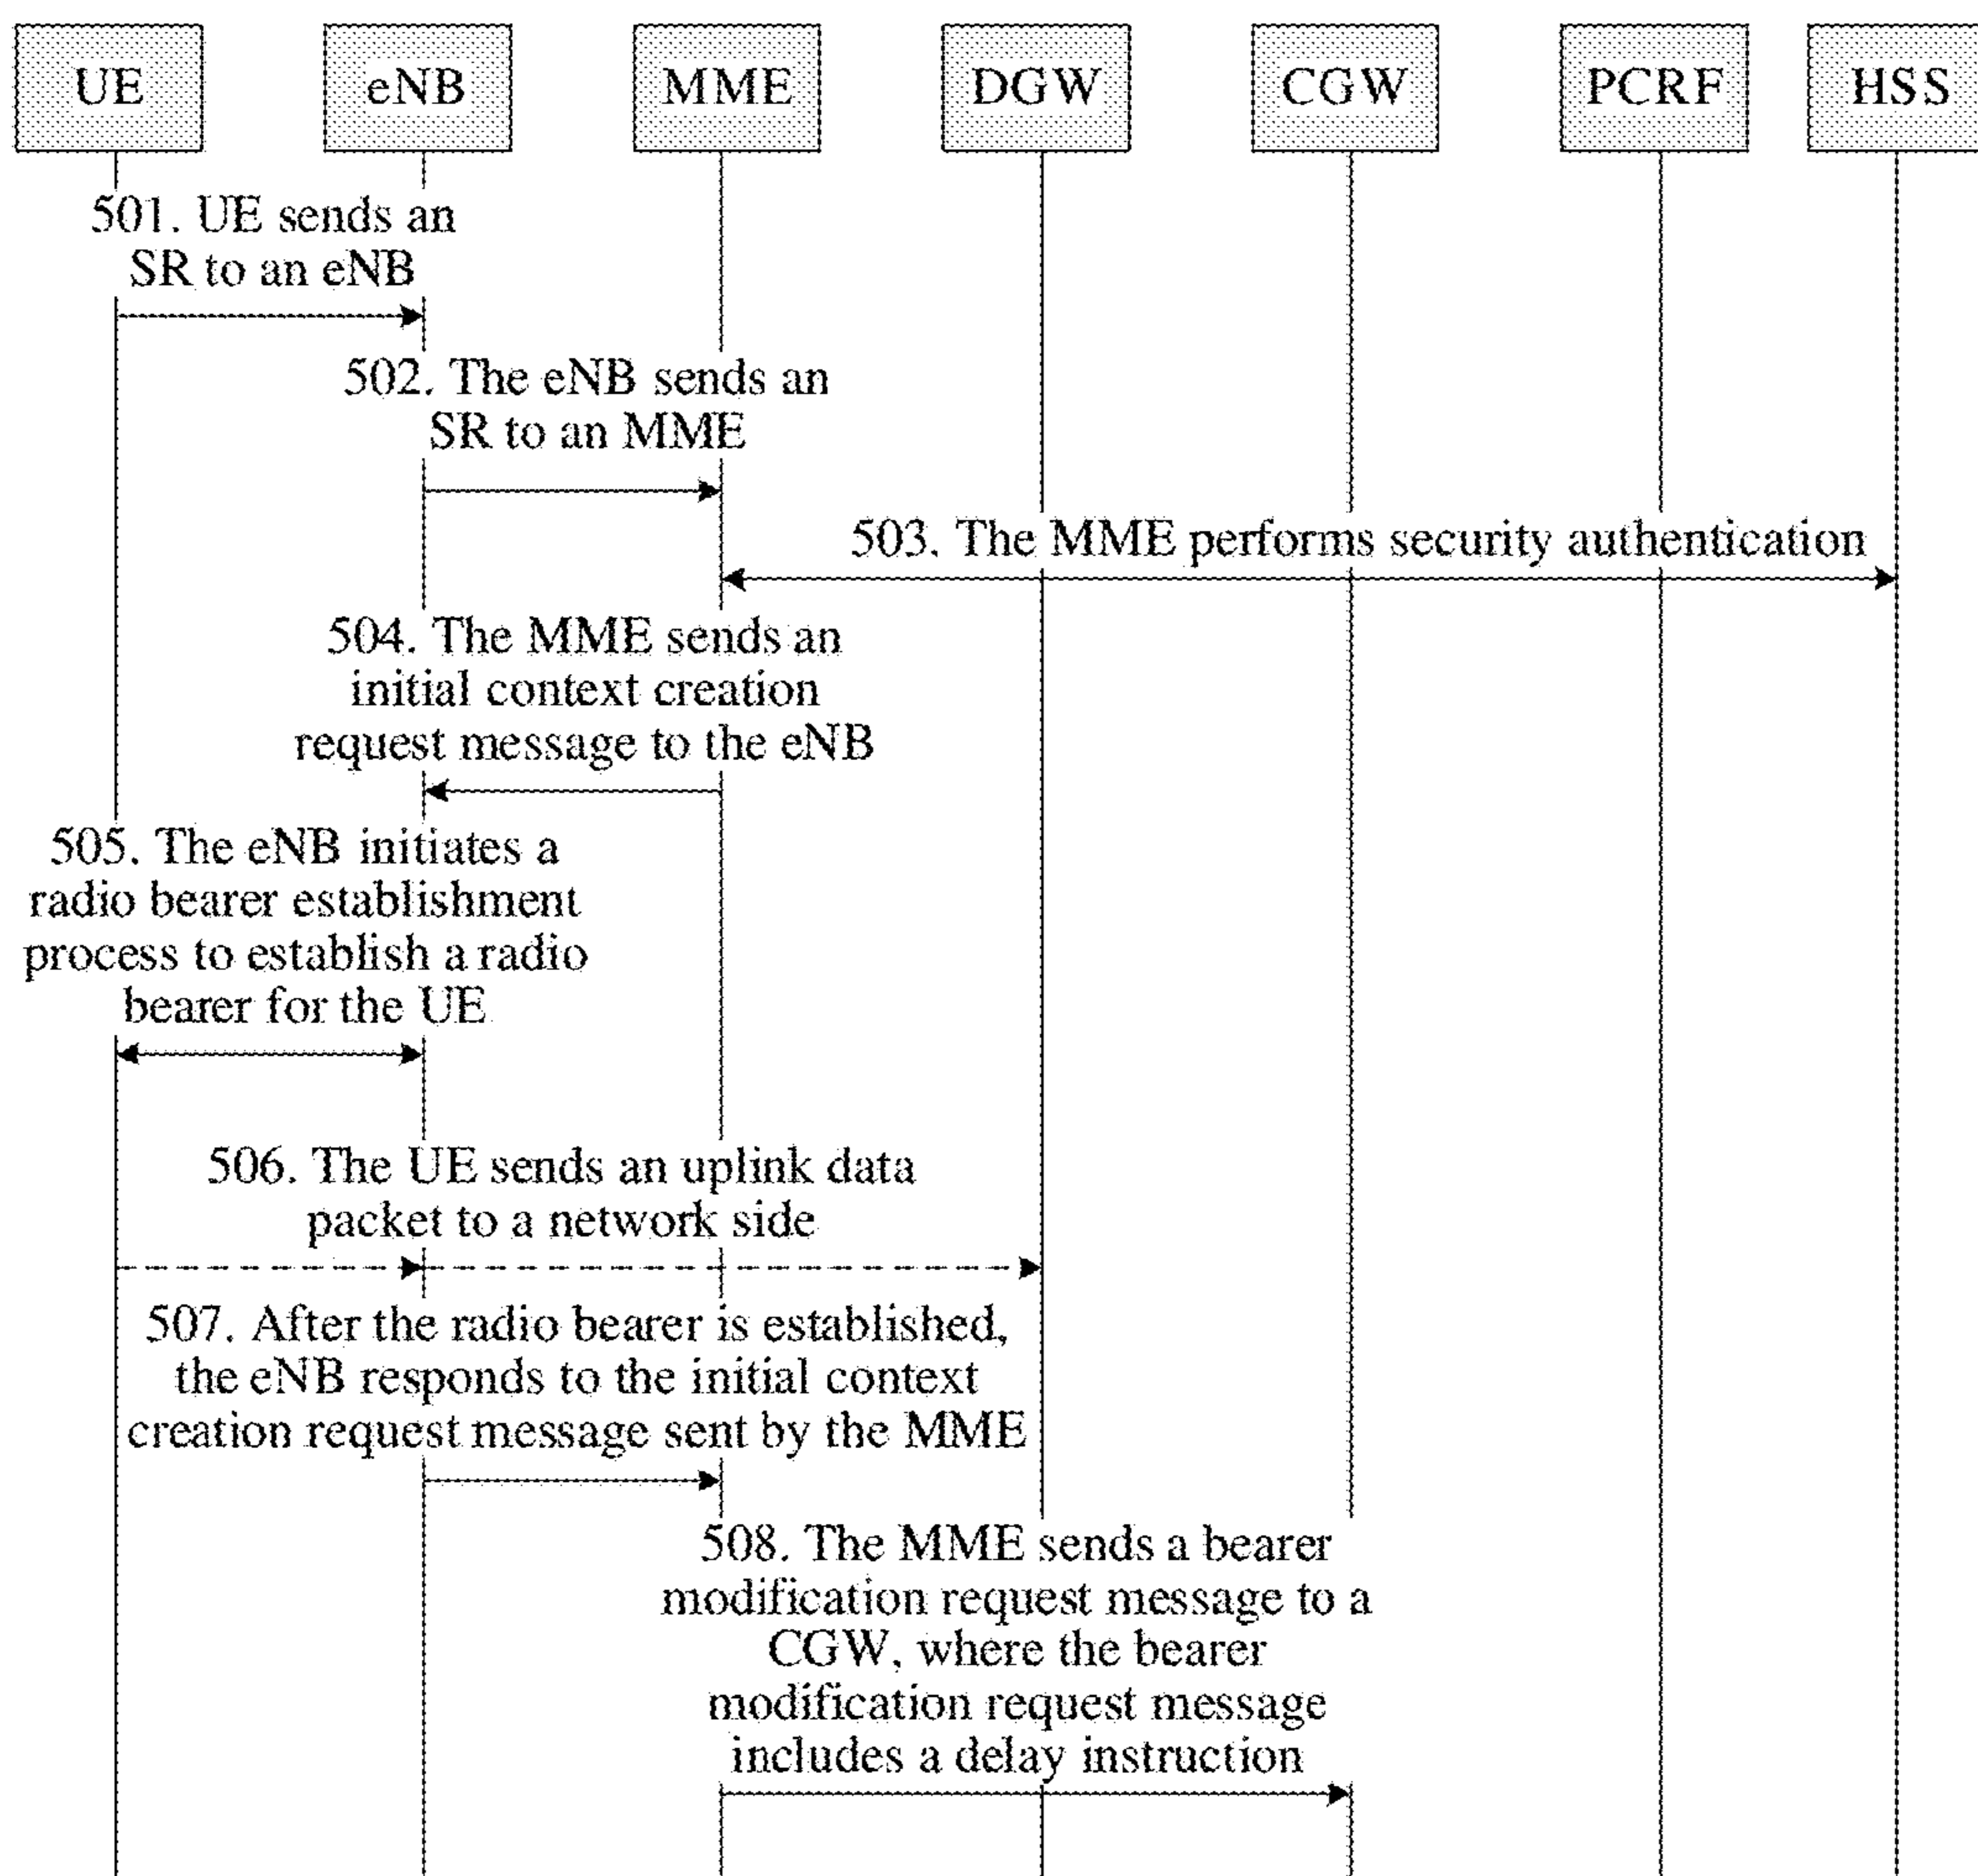 UE eNB MME DGW CGW PCRF HSS
501. UE sends an
SR to an eNB
502. The eNB sends an
SR to an MME
503. The MME performs security authentication
504. The MME sends an
initial context creation
request message to the eNB
505. The eNB initiates a
radio bearer establishment
process to establish a radio
bearer for the UE
506. The UE sends an uplink data
packet to a network side
507. After the radio bearer is established,
the eNB responds to the initial context
creation request message sent by the MME
508. The MME sends a bearer
modification request message to a
CGW, where the bearer
modification request message
includes a delay instruction